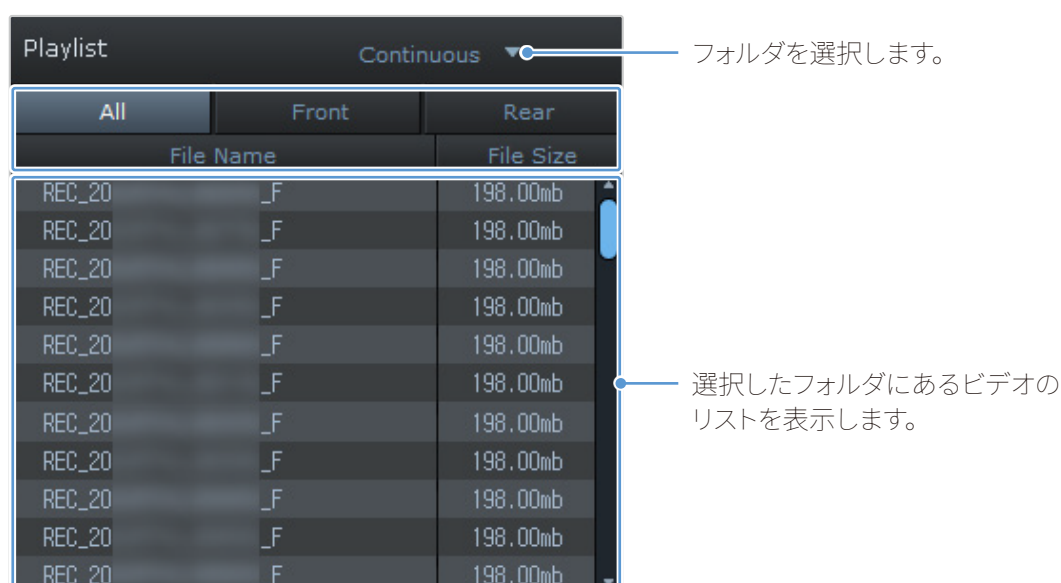 Playlist
Continuous
フォルダを選択します。
All Front Rear
File Name File Size
REC_20 _F 198.00mb
REC_20 _F 198.00mb
REC_20 _F 198.00mb
REC_20 _F 198.00mb
REC_20 _F 198.00mb
REC_20 _F 198.00mb
選択したフォルダにあるビデオの
リストを表示します。
REC_20 _F 198.00mb
REC_20 _F 198.00mb
REC_20 _F 198.00mb
REC_20 _F 198.00mb
REC_20 _F 198.00mb